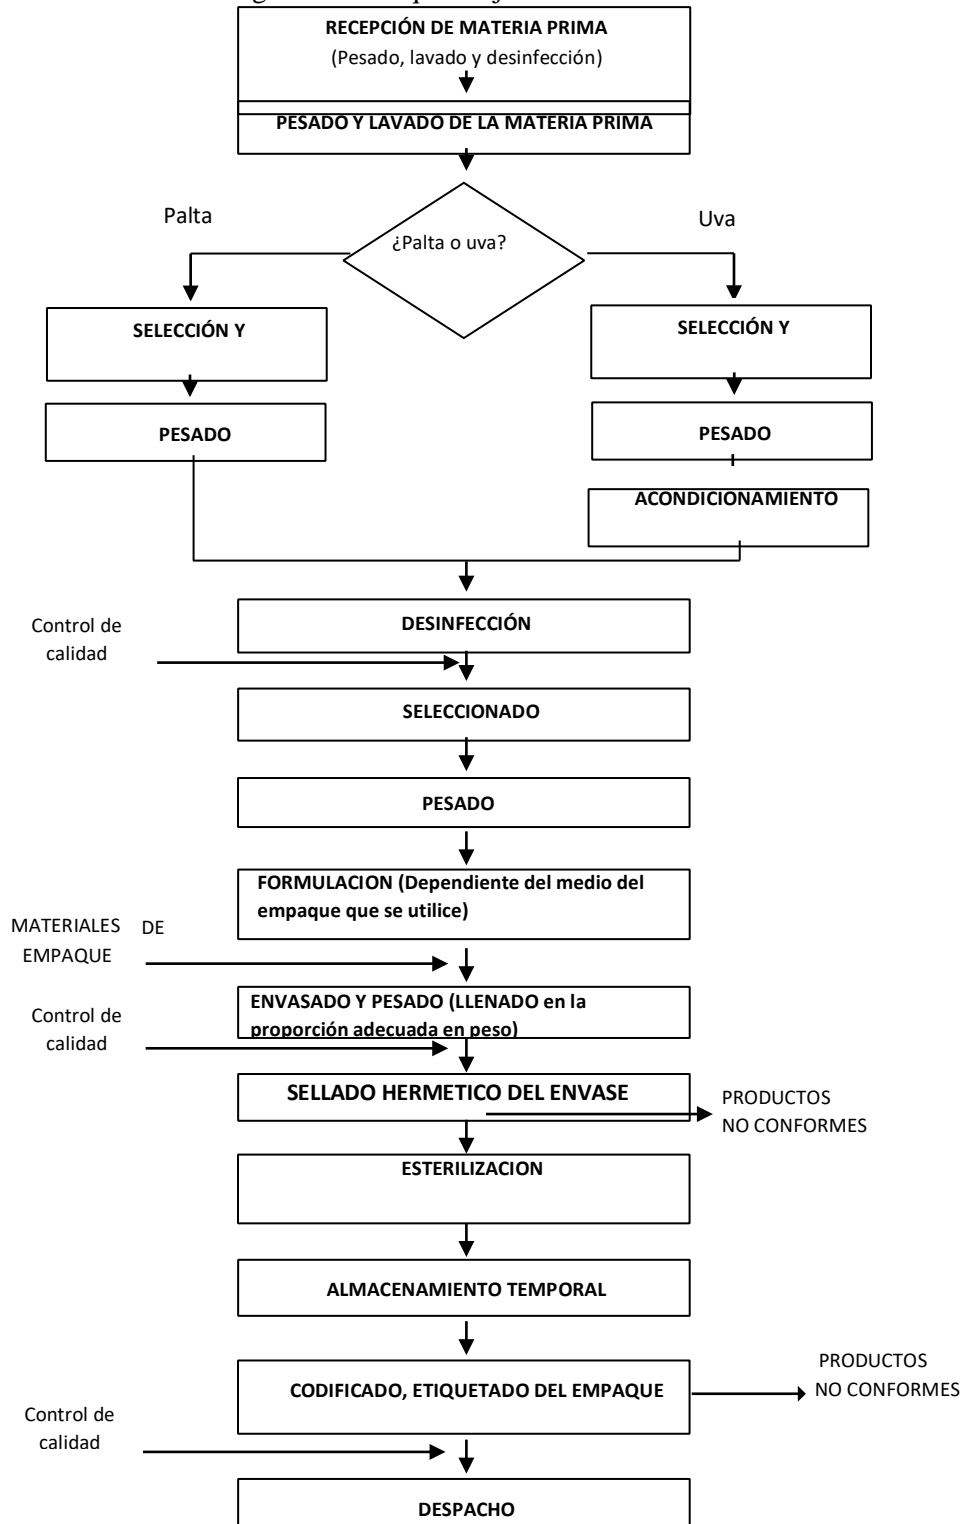 RECEPCIÓN DE MATERIA PRIMA
(Pesado, lavado y desinfección)
PESADO Y LAVADO DE LA MATERIA PRIMA
Palta
¿Palta o uva?
Uva
SELECCIÓN Y
SELECCIÓN Y
PESADO
PESADO
ACONDICIONAMIENTO
DESINFECCIÓN
Control de
calidad
SELECCIONADO
PESADO
FORMULACION (Dependiente del medio del
empaque que se utilice)
MATERIALES DE
EMPAQUE
ENVASADO Y PESADO (LLENADO en la
proporción adecuada en peso)
Control de
calidad
SELLADO HERMETICO DEL ENVASE
PRODUCTOS
NO CONFORMES
ESTERILIZACION
ALMACENAMIENTO TEMPORAL
CODIFICADO, ETIQUETADO DEL EMPAQUE
PRODUCTOS
NO CONFORMES
Control de
calidad
DESPACHO